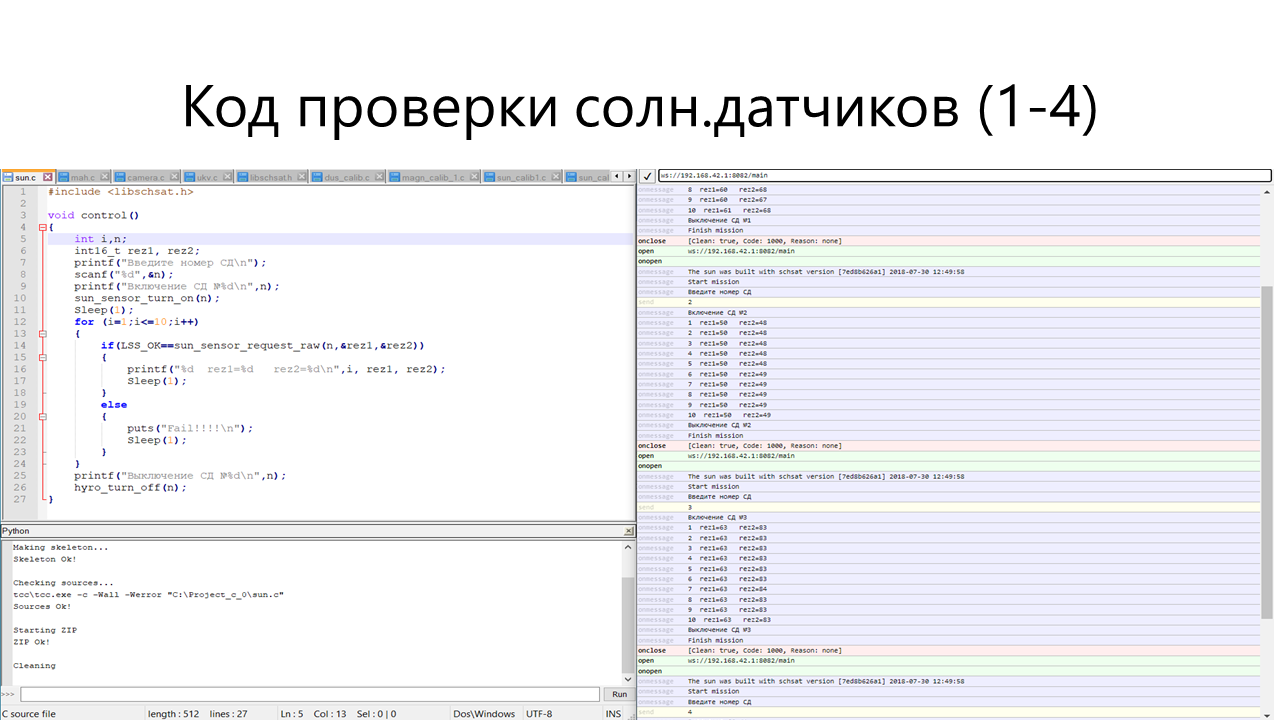 Код проверки солн.датчиков (1-4)
sun.c mah.c camera.c ukv.c libschsat.h dus_calib.c magn_calib_1.c sun_calib1.c sun_cal
1 #include <libschsat.h>
2
3 void control()
4 {
5 int i,n;
6 int16_t rez1, rez2;
7 printf("Введите номер СД\n");
8 scanf("%d",&n);
9 printf("Включение СД №%d\n",n);
10 sun_sensor_turn_on(n);
11 Sleep(1);
12 for (i=1;i<=10;i++)
13 {
14 if(LSS_OK==sun_sensor_request_raw(n,&rez1,&rez2))
15 {
16 printf("%d rez1=%d rez2=%d\n",i, rez1, rez2);
17 Sleep(1);
18 }
19 else
20 {
21 puts("Fail!!!!\n");
22 Sleep(1);
23 }
24 }
25 printf("Выключение СД №%d\n",n);
26 hyro_turn_off(n);
27 }
Python
Making skeleton...
Skeleton Ok!
Checking sources...
tcc\tcc.exe -c -Wall -Werror "C:\Project_c_0\sun.c"
Sources Ok!
Starting ZIP
ZIP Ok!
Cleaning
>>> Run
C source file length : 512 lines : 27 Ln : 5 Col : 13 Sel : 0 | 0 Dos\Windows UTF-8 INS
ws://192.168.42.1:8082/main
onmessage 8 rez1=60 rez2=68
onmessage 9 rez1=60 rez2=67
onmessage 10 rez1=61 rez2=68
onmessage Выключение СД №1
onmessage Finish mission
onclose [Clean: true, Code: 1000, Reason: none]
open ws://192.168.42.1:8082/main
onopen
onmessage The sun was built with schsat version [7ed8b626a1] 2018-07-30 12:49:58
onmessage Start mission
onmessage Введите номер СД
send 2
onmessage Включение СД №2
onmessage 1 rez1=50 rez2=48
onmessage 2 rez1=50 rez2=48
onmessage 3 rez1=50 rez2=48
onmessage 4 rez1=50 rez2=48
onmessage 5 rez1=50 rez2=48
onmessage 6 rez1=50 rez2=49
onmessage 7 rez1=50 rez2=49
onmessage 8 rez1=50 rez2=49
onmessage 9 rez1=50 rez2=49
onmessage 10 rez1=50 rez2=49
onmessage Выключение СД №2
onmessage Finish mission
onclose [Clean: true, Code: 1000, Reason: none]
open ws://192.168.42.1:8082/main
onopen
onmessage The sun was built with schsat version [7ed8b626a1] 2018-07-30 12:49:58
onmessage Start mission
onmessage Введите номер СД
send 3
onmessage Включение СД №3
onmessage 1 rez1=63 rez2=83
onmessage 2 rez1=63 rez2=83
onmessage 3 rez1=63 rez2=83
onmessage 4 rez1=63 rez2=83
onmessage 5 rez1=63 rez2=83
onmessage 6 rez1=63 rez2=83
onmessage 7 rez1=63 rez2=84
onmessage 8 rez1=63 rez2=83
onmessage 9 rez1=63 rez2=83
onmessage 10 rez1=63 rez2=83
onmessage Выключение СД №3
onmessage Finish mission
onclose [Clean: true, Code: 1000, Reason: none]
open ws://192.168.42.1:8082/main
onopen
onmessage The sun was built with schsat version [7ed8b626a1] 2018-07-30 12:49:58
onmessage Start mission
onmessage Введите номер СД
send 4